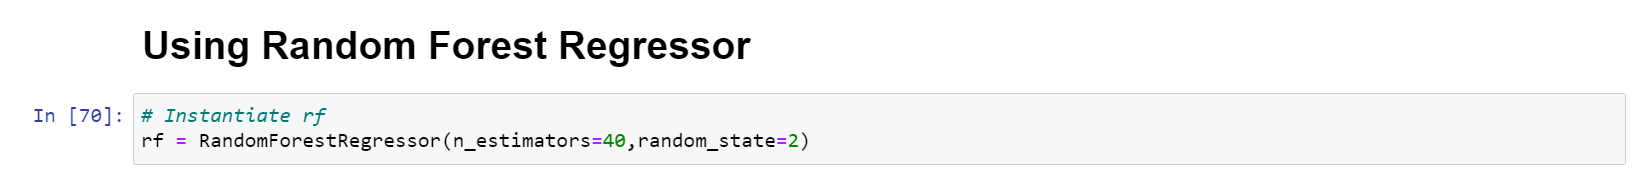 Using Random Forest Regressor
In [70]:
# Instantiate rf
rf = RandomForestRegressor(n_estimators=40,random_state=2)